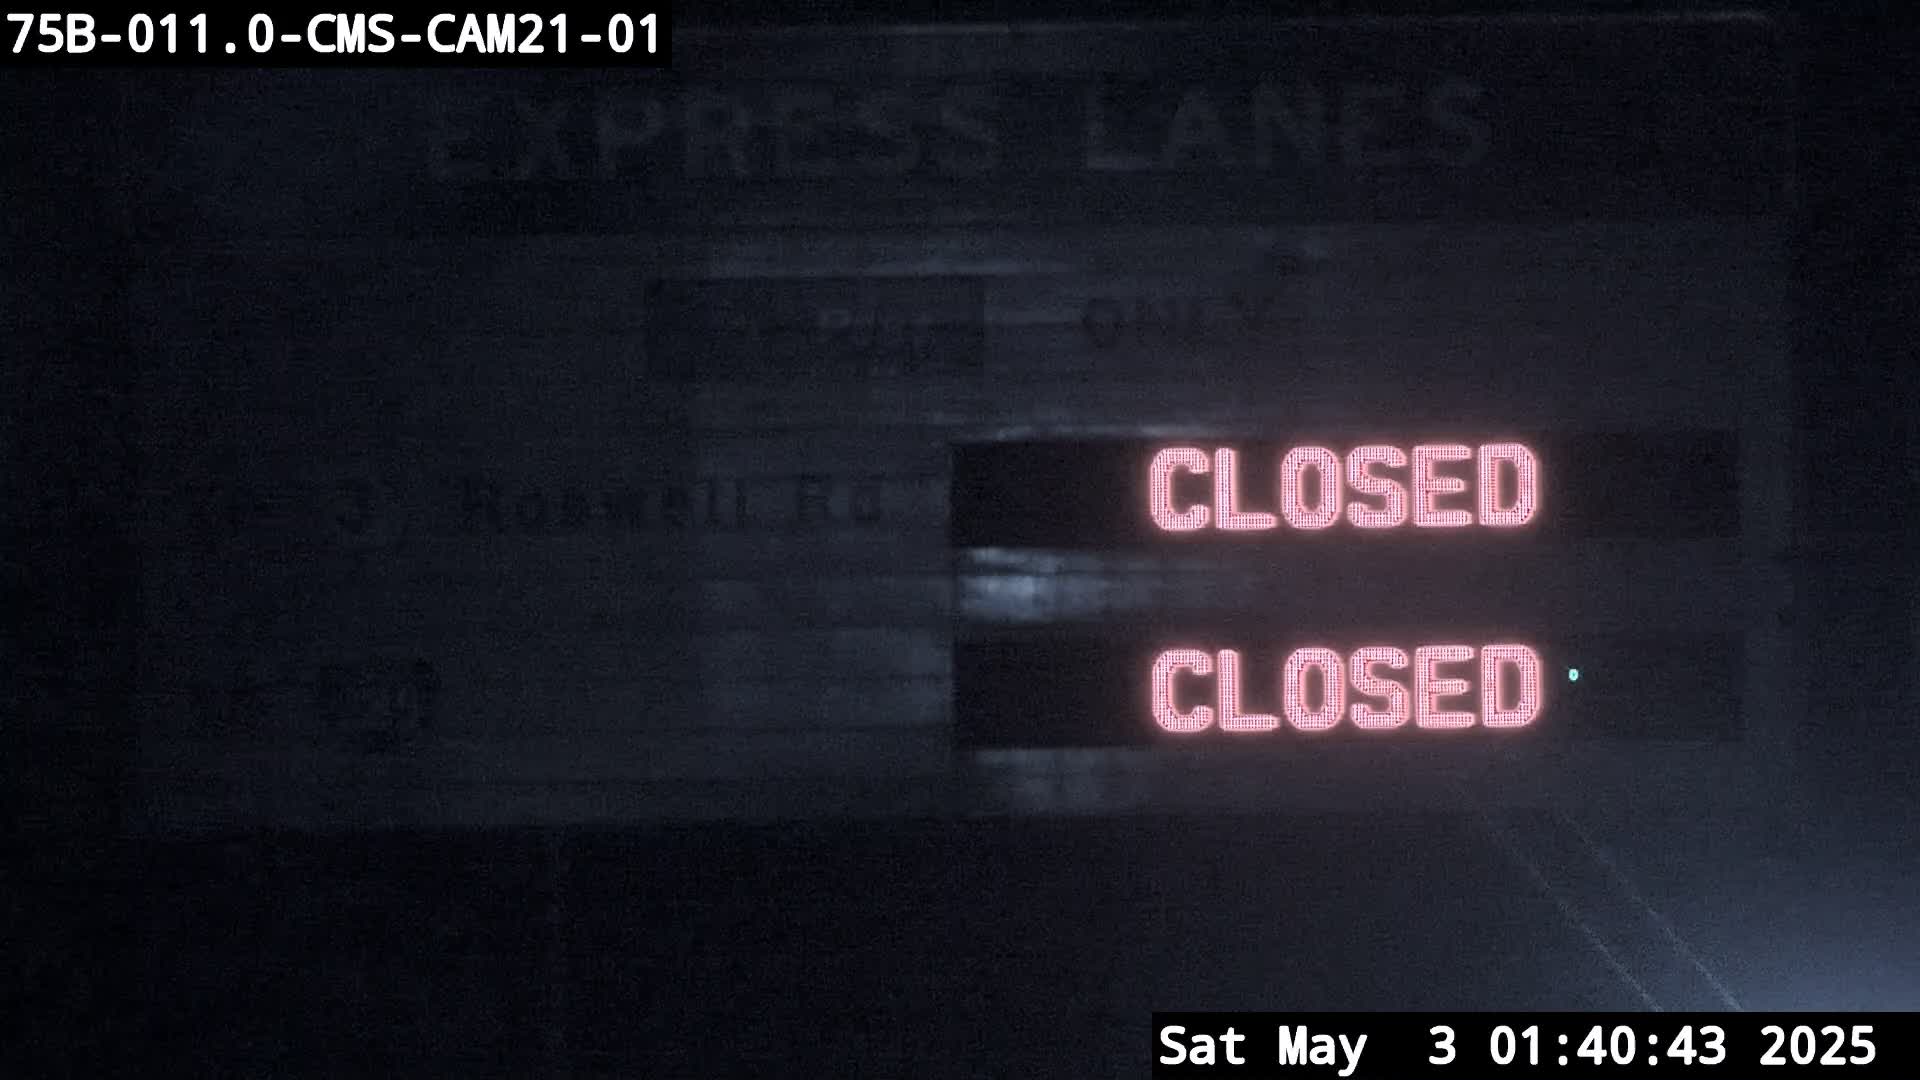 75B-011.0-CMS-CAM21-01
EXPRESS LANES
ONLY
CLOSED
CLOSED
Sat May 3 01:40:43 2025